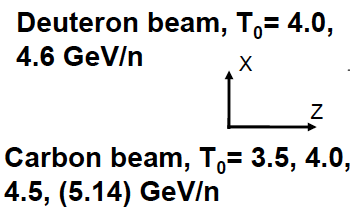 Deuteron beam, T₀= 4.0,
4.6 GeV/n
X
Z
Carbon beam, T₀= 3.5, 4.0,
4.5, (5.14) GeV/n